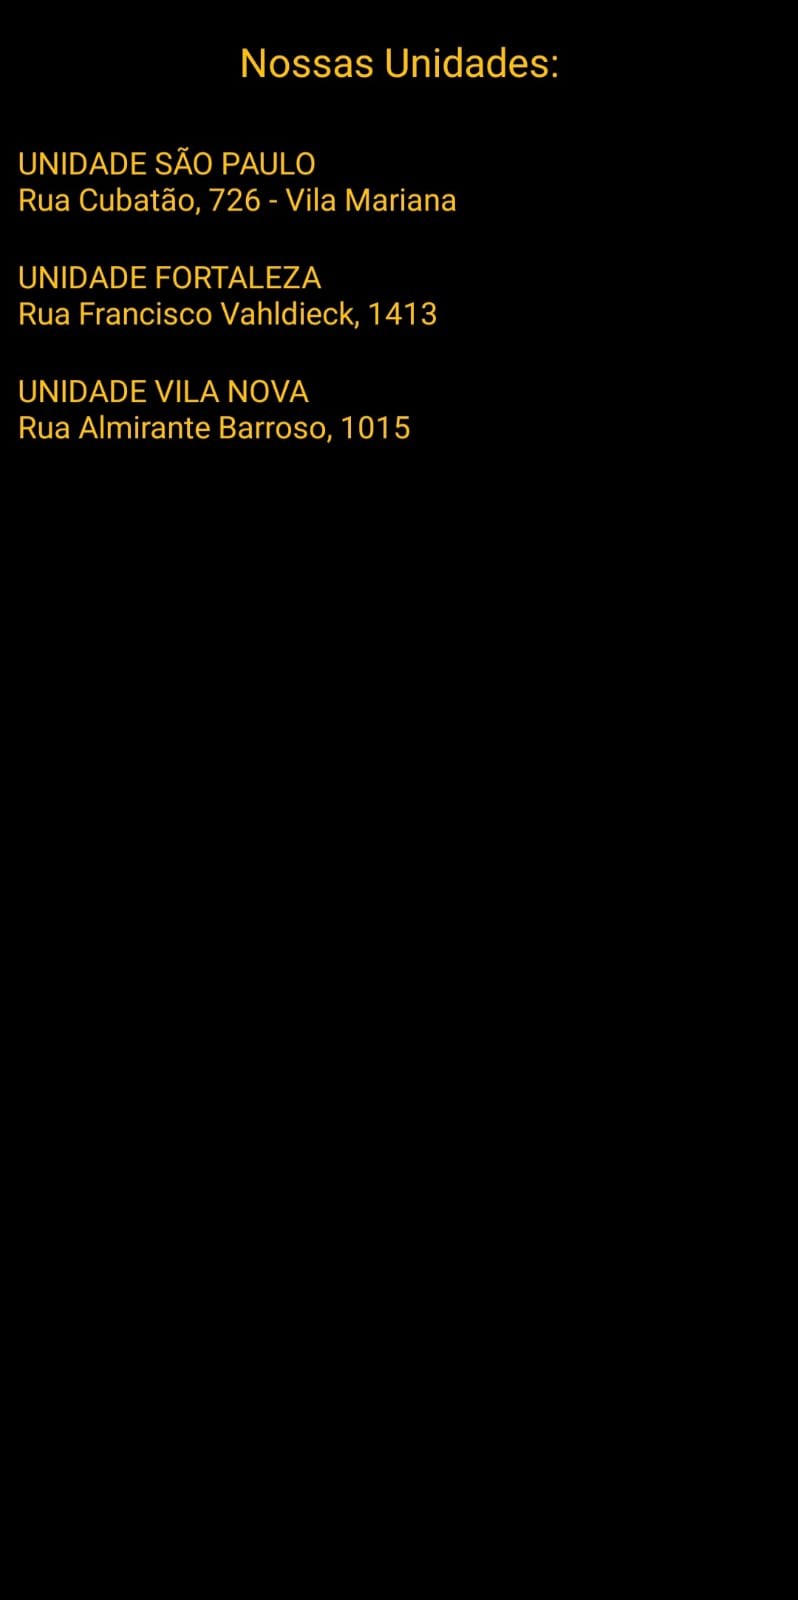 Nossas Unidades:
UNIDADE SÃO PAULO
Rua Cubatão, 726 - Vila Mariana
UNIDADE FORTALEZA
Rua Francisco Vahldieck, 1413
UNIDADE VILA NOVA
Rua Almirante Barroso, 1015